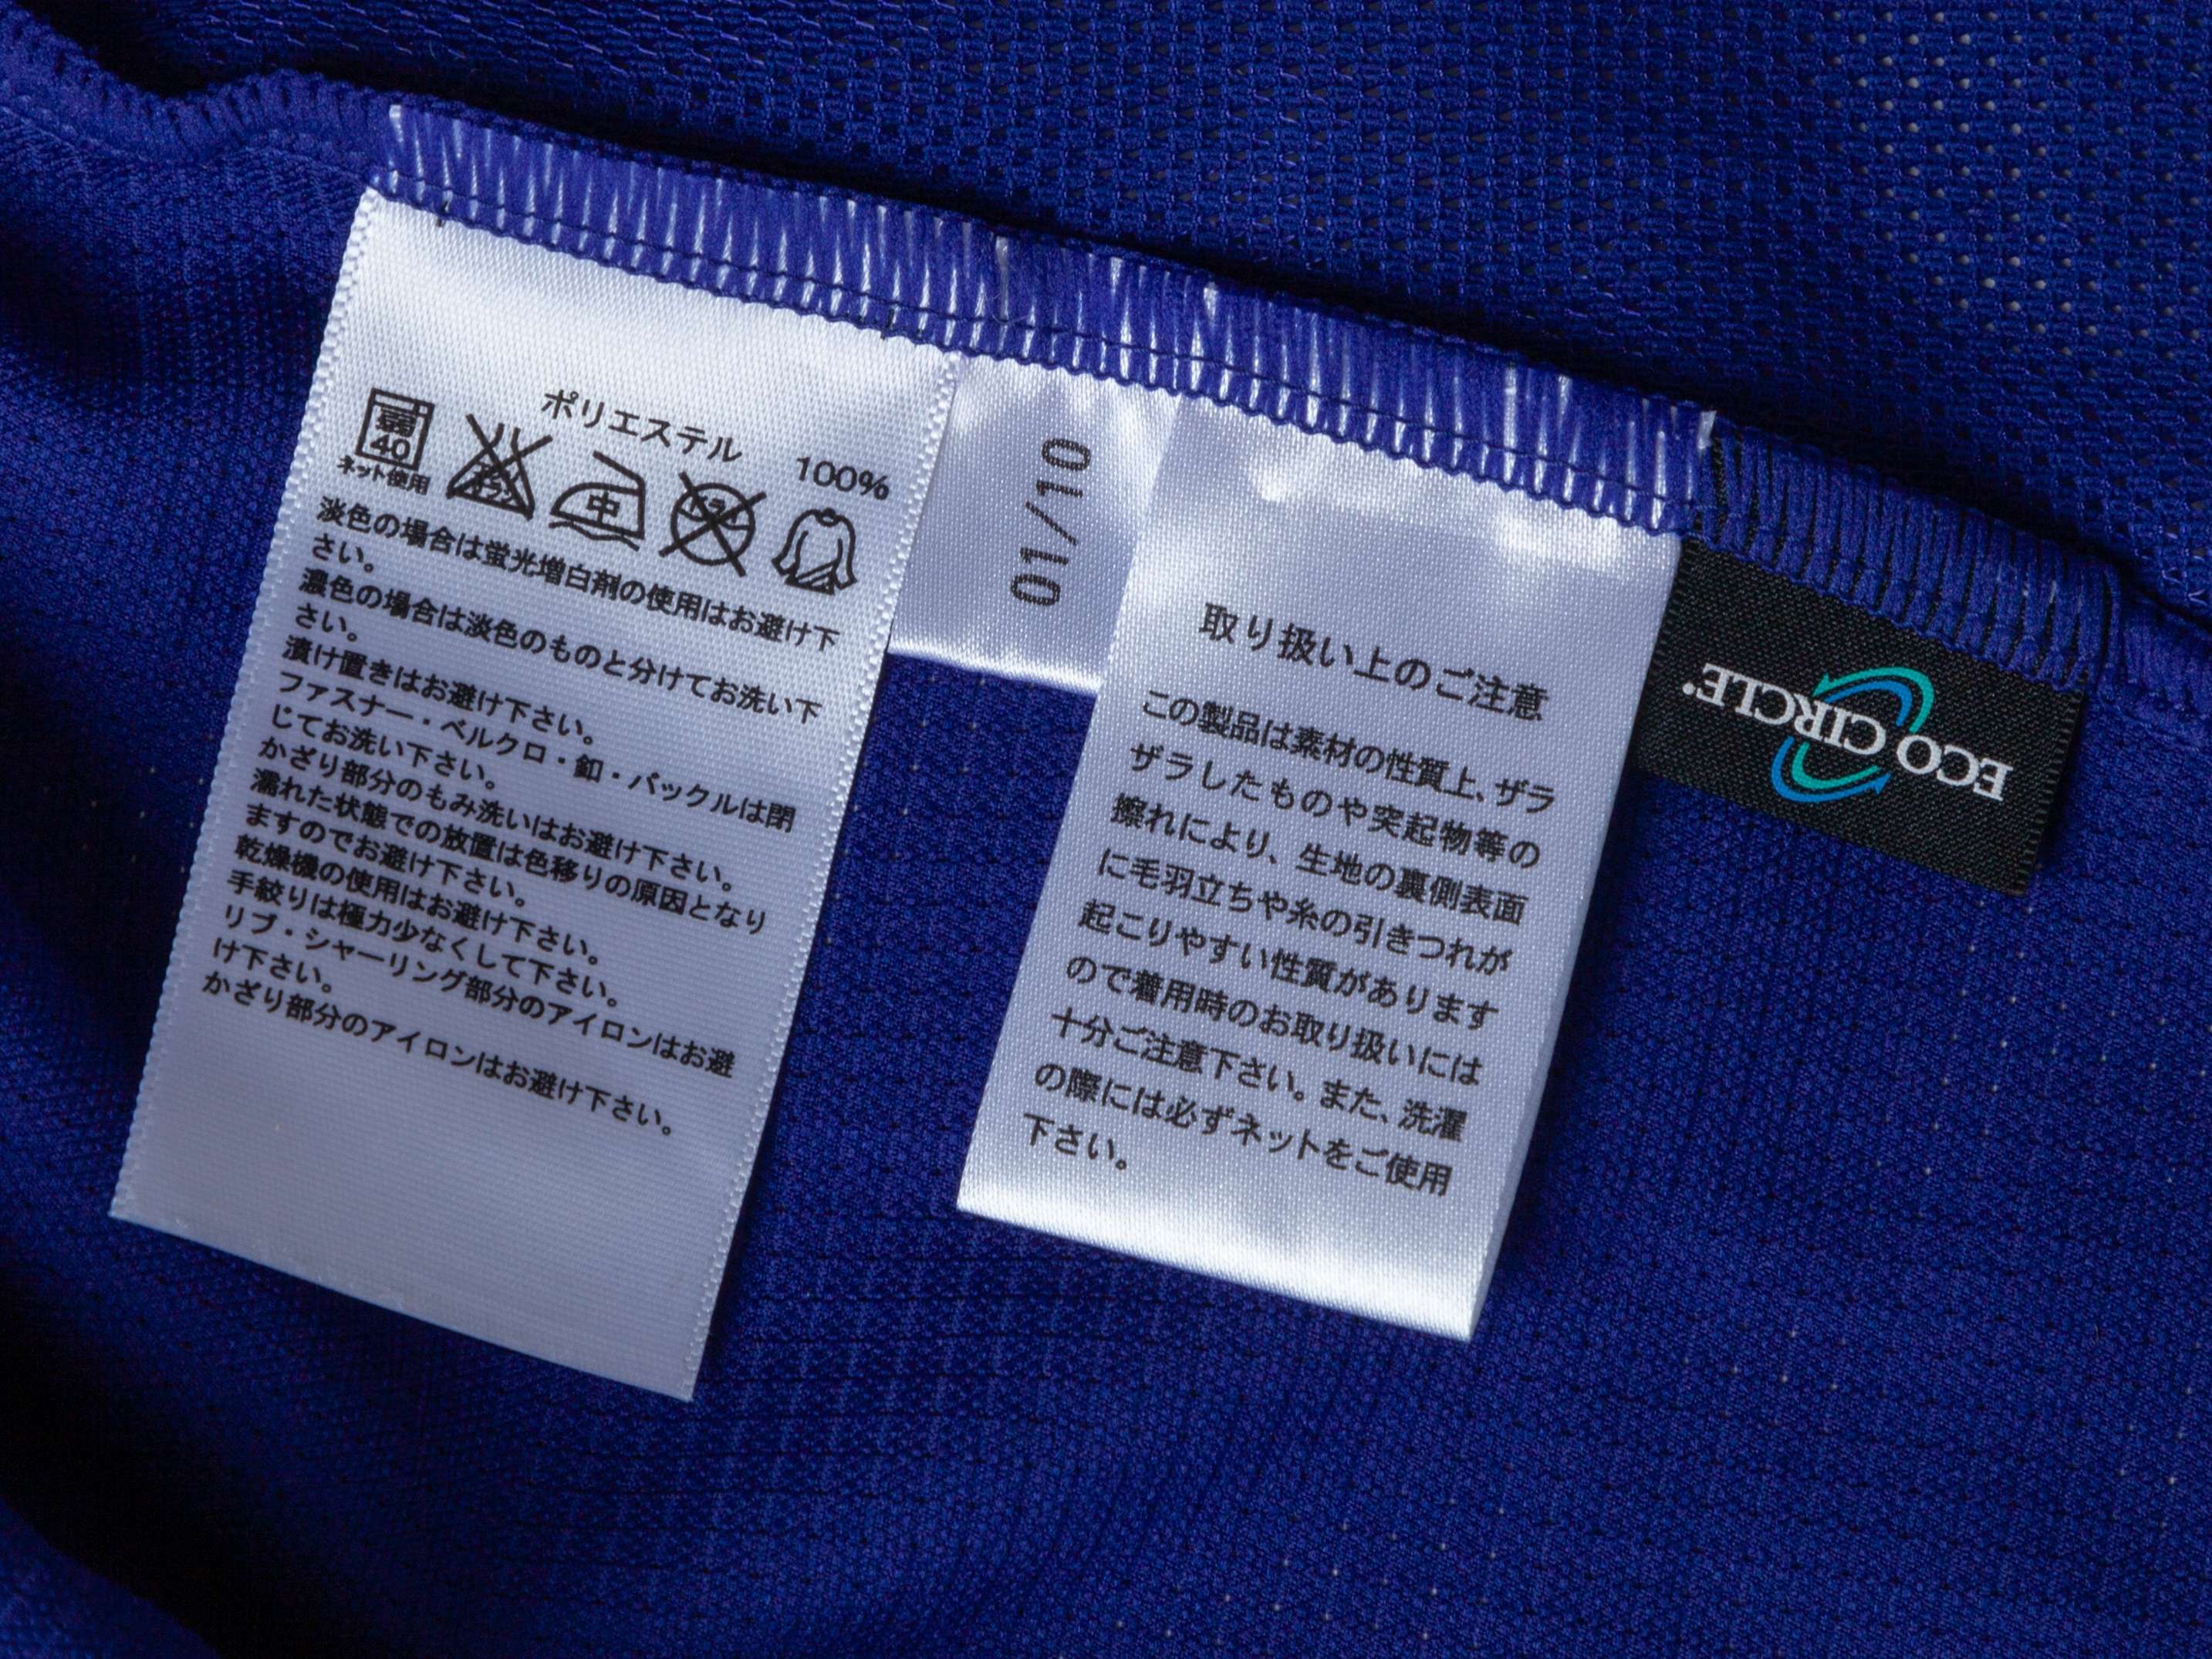 ポリエステル 100%
弱
40
ネット使用
エンソ
サラシ
中
ドライ
淡色の場合は蛍光増白剤の使用はお避け下
さい。
濃色の場合は淡色のものと分けてお洗い下
さい。
漬け置きはお避け下さい。
ファスナー・ベルクロ・釦・バックルは閉
じてお洗い下さい。
かざり部分のもみ洗いはお避け下さい。
濡れた状態での放置は色移りの原因となり
ますのでお避け下さい。
乾燥機の使用はお避け下さい。
手絞りは極力少なくして下さい。
リブ・シャーリング部分のアイロンはお避
け下さい。
かざり部分のアイロンはお避け下さい。
01/10
取り扱い上のご注意
この製品は素材の性質上、ザラ
ザラしたものや突起物等の
擦れにより、生地の裏側表面
に毛羽立ちや糸の引きつれが
起こりやすい性質があります
ので着用時のお取り扱いには
十分ご注意下さい。また、洗濯
の際には必ずネットをご使用
下さい。
ECO CIRCLE®